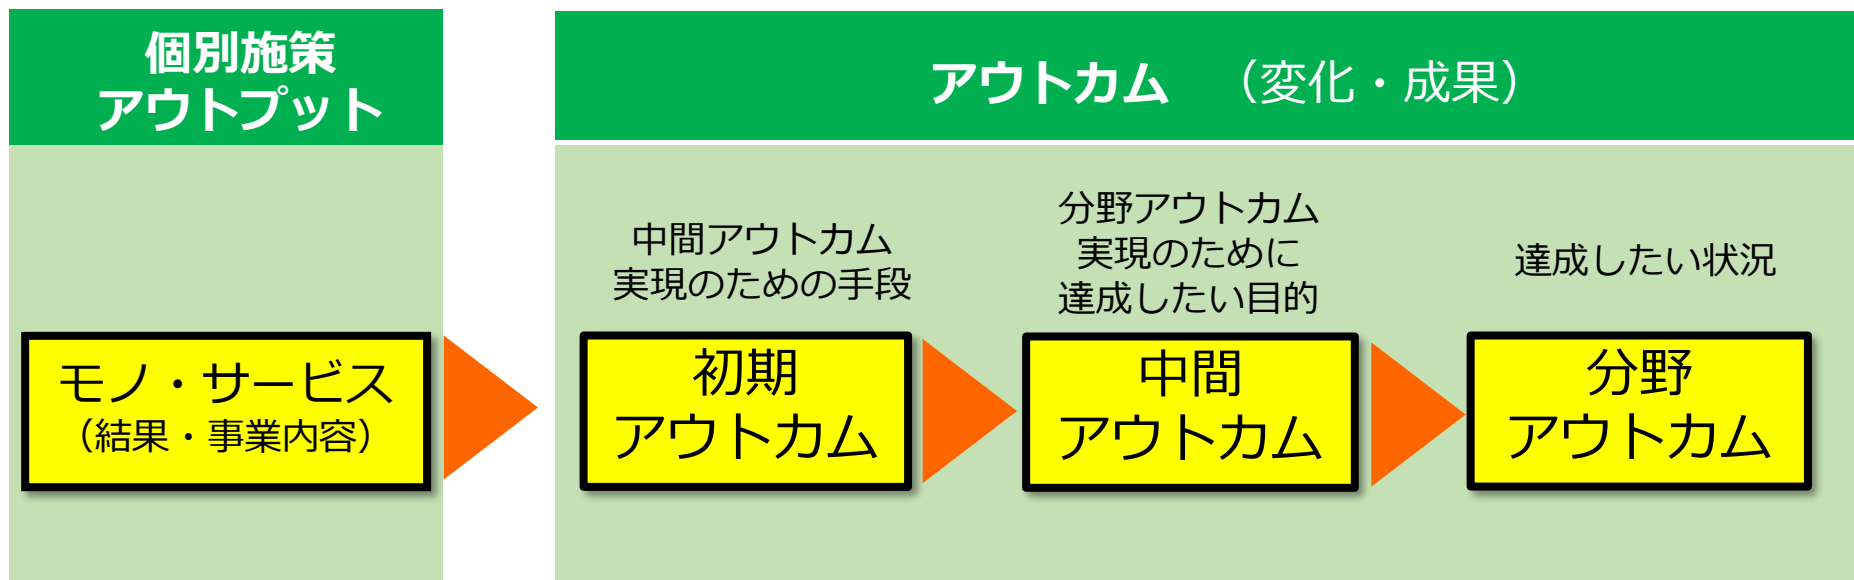 個別施策
アウトプット
アウトカム　（変化・成果）
中間アウトカム
実現のための手段
分野アウトカム
実現のために
達成したい目的
達成したい状況
モノ・サービス
（結果・事業内容）
初期
アウトカム
中間
アウトカム
分野
アウトカム